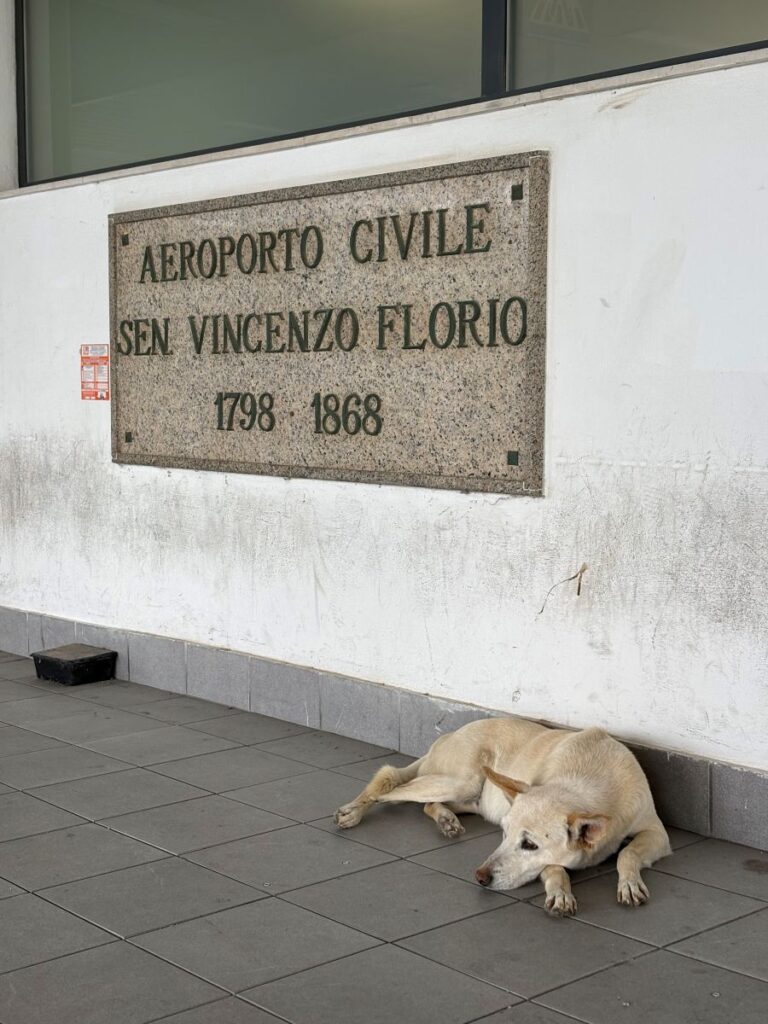 AEROPORTO CIVILE
SEN. VINCENZO FLORIO
1798 - 1868